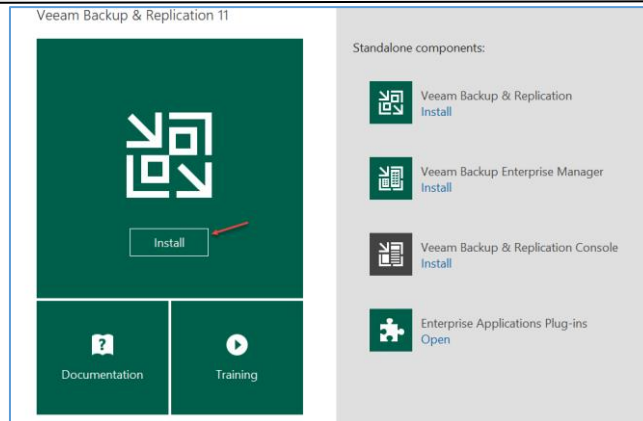 Veeam Backup & Replication 11
Install
Documentation
Training
Standalone components:
Veeam Backup & Replication
Install
Veeam Backup Enterprise Manager
Install
Veeam Backup & Replication Console
Install
Enterprise Applications Plug-ins
Open